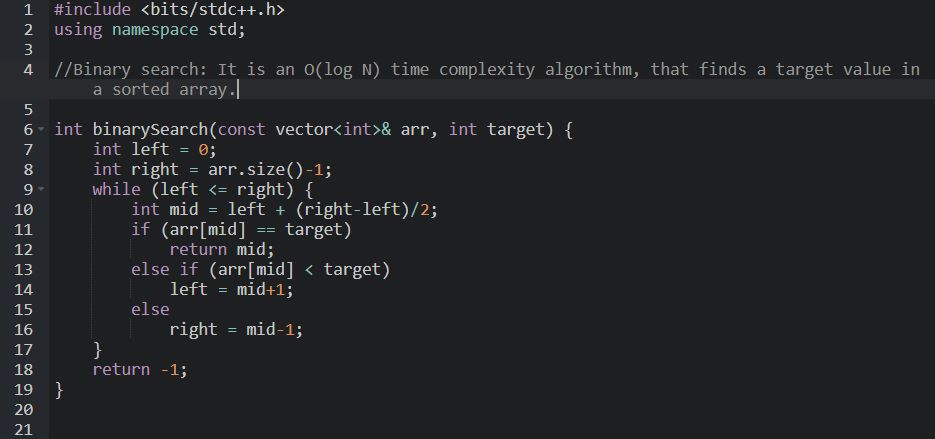 1 #include <bits/stdc++.h>
2 using namespace std;
3
4 //Binary search: It is an O(log N) time complexity algorithm, that finds a target value in
a sorted array.
5
6 int binarySearch(const vector<int>& arr, int target) {
7     int left = 0;
8     int right = arr.size()-1;
9     while (left <= right) {
10         int mid = left + (right-left)/2;
11         if (arr[mid] == target)
12             return mid;
13         else if (arr[mid] < target)
14             left = mid+1;
15         else
16             right = mid-1;
17     }
18     return -1;
19 }
20
21